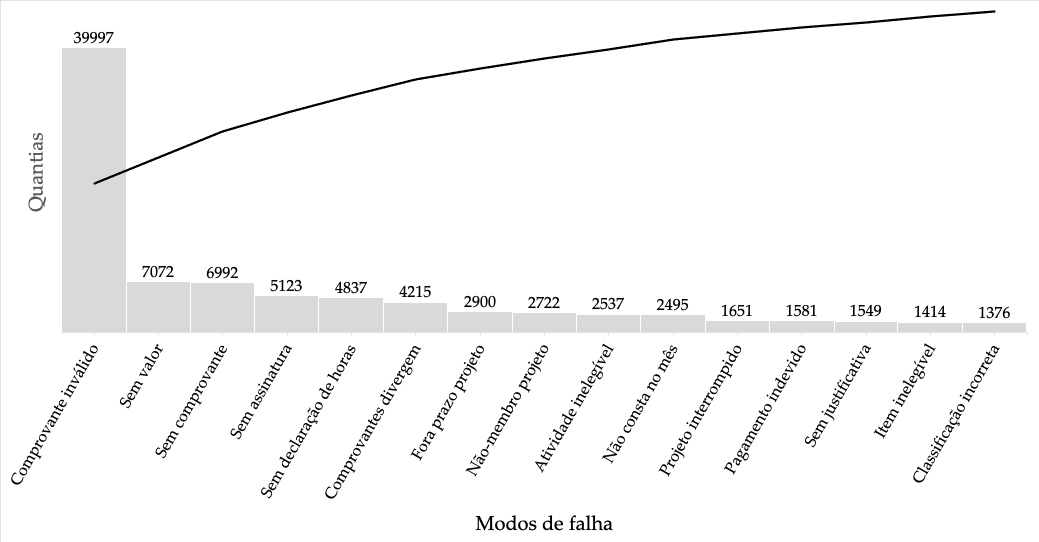 39997
7072
6992
5123
4837
4215
2900
2722
2537
2495
1651
1581
1549
1414
1376
Quantias
Comprovante inválido
Sem valor
Sem comprovante
Sem assinatura
Sem declaração de horas
Comprovantes divergem
Fora prazo projeto
Não-membro projeto
Atividade inelegível
Não consta no mês
Projeto interrompido
Pagamento indevido
Sem justificativa
Item inelegível
Classificação incorreta
Modos de falha